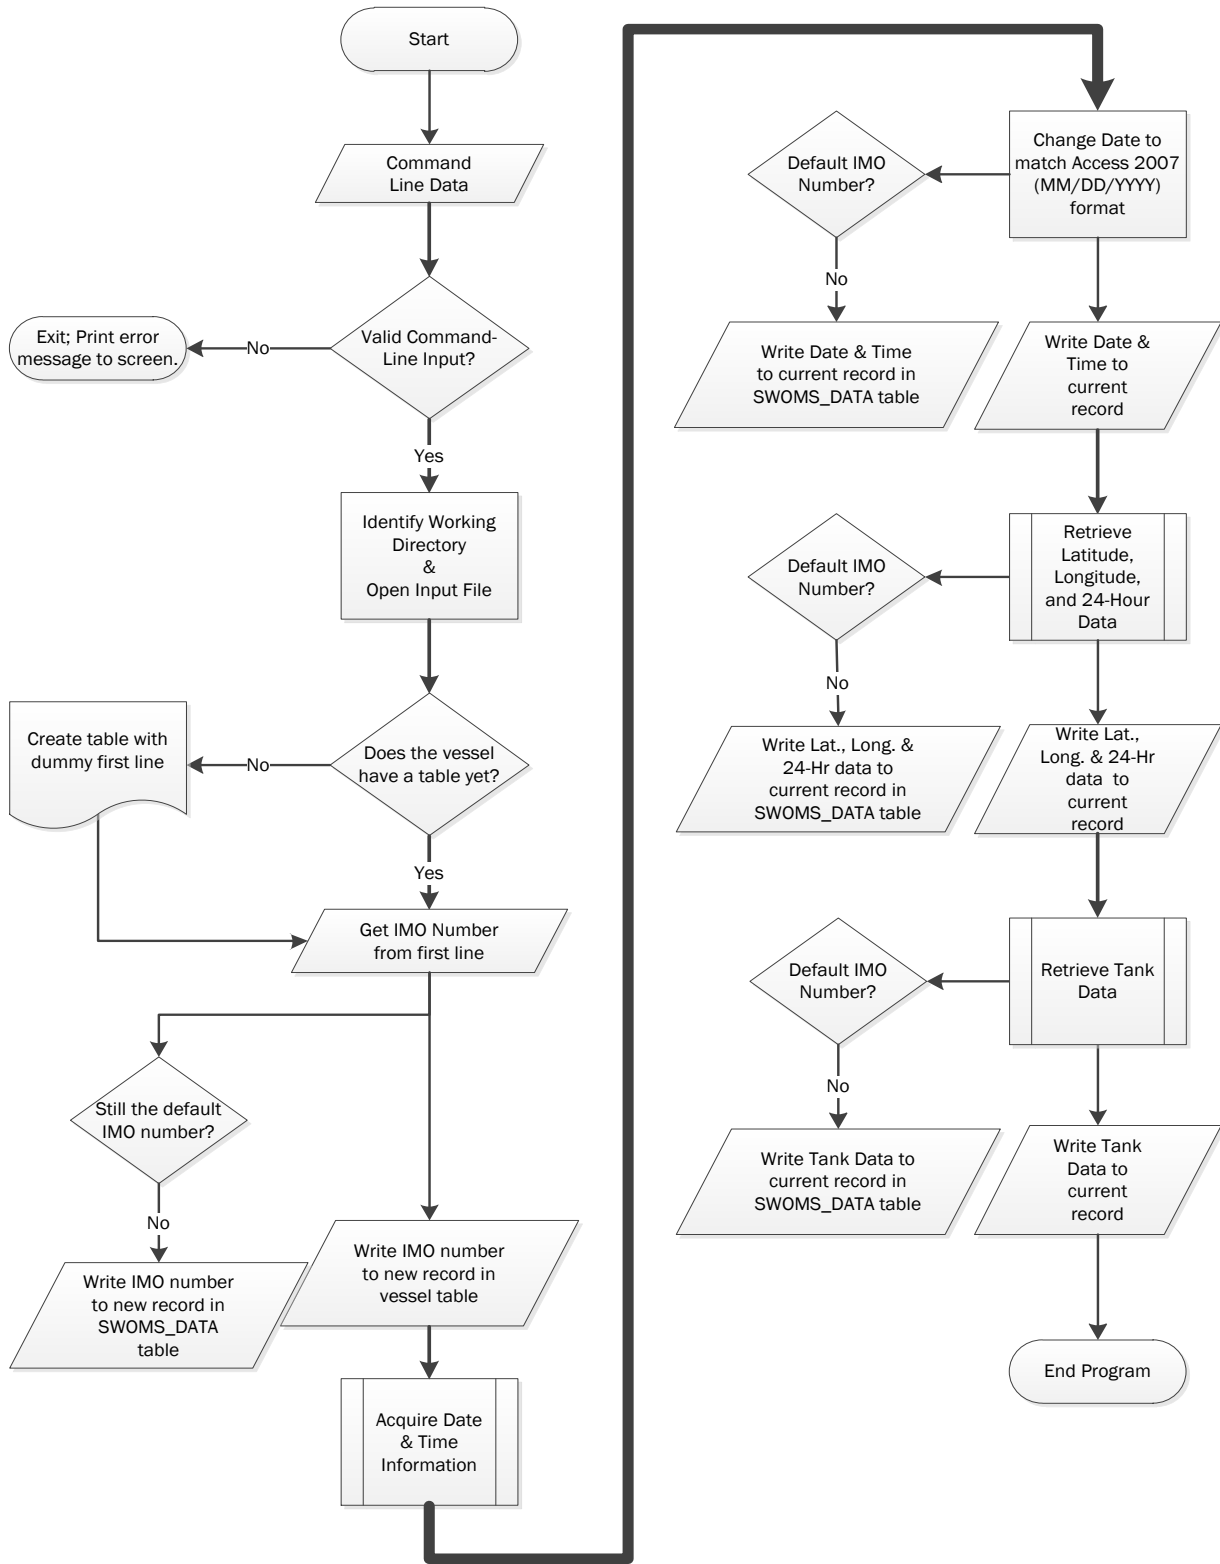 Start
Command
Line Data
Valid Command-
Line Input?
No
Exit; Print error
message to screen.
Yes
Identify Working
Directory
&
Open Input File
Does the vessel
have a table yet?
No
Create table with
dummy first line
Yes
Get IMO Number
from first line
Still the default
IMO number?
No
Write IMO number
to new record in
SWOMS_DATA
table
Write IMO number
to new record in
vessel table
Acquire Date
& Time
Information
Change Date to
match Access 2007
(MM/DD/YYYY)
format
Default IMO
Number?
No
Write Date & Time
to current record in
SWOMS_DATA table
Write Date &
Time to
current
record
Retrieve
Latitude,
Longitude,
and 24-Hour
Data
Default IMO
Number?
No
Write Lat., Long. &
24-Hr data to
current record in
SWOMS_DATA table
Write Lat.,
Long. & 24-Hr
data to
current
record
Retrieve Tank
Data
Default IMO
Number?
No
Write Tank Data to
current record in
SWOMS_DATA table
Write Tank
Data to
current
record
End Program